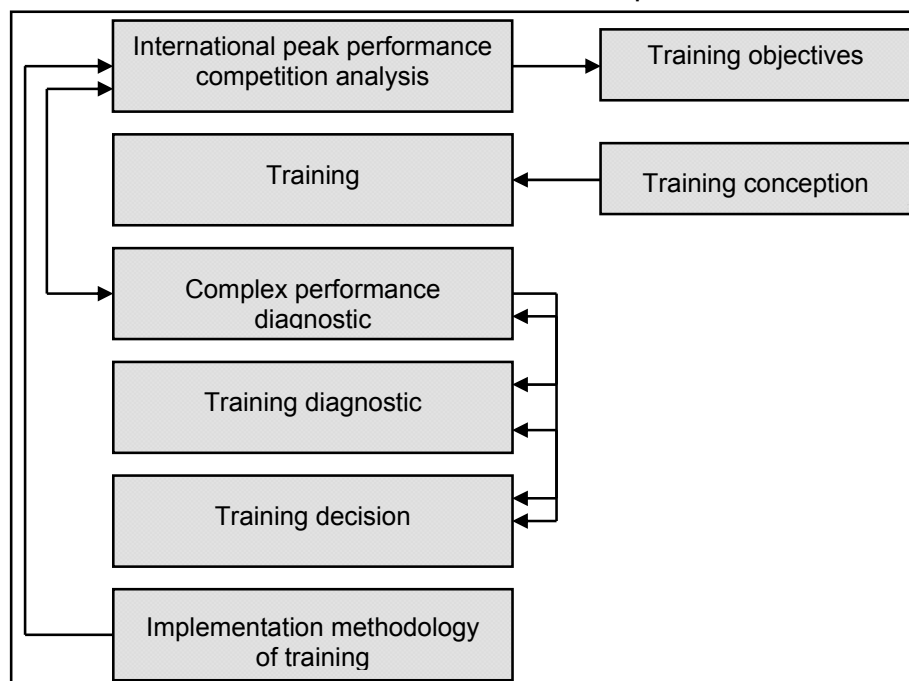 International peak performance
competition analysis
Training objectives
Training
Training conception
Complex performance
diagnostic
Training diagnostic
Training decision
Implementation methodology
of training